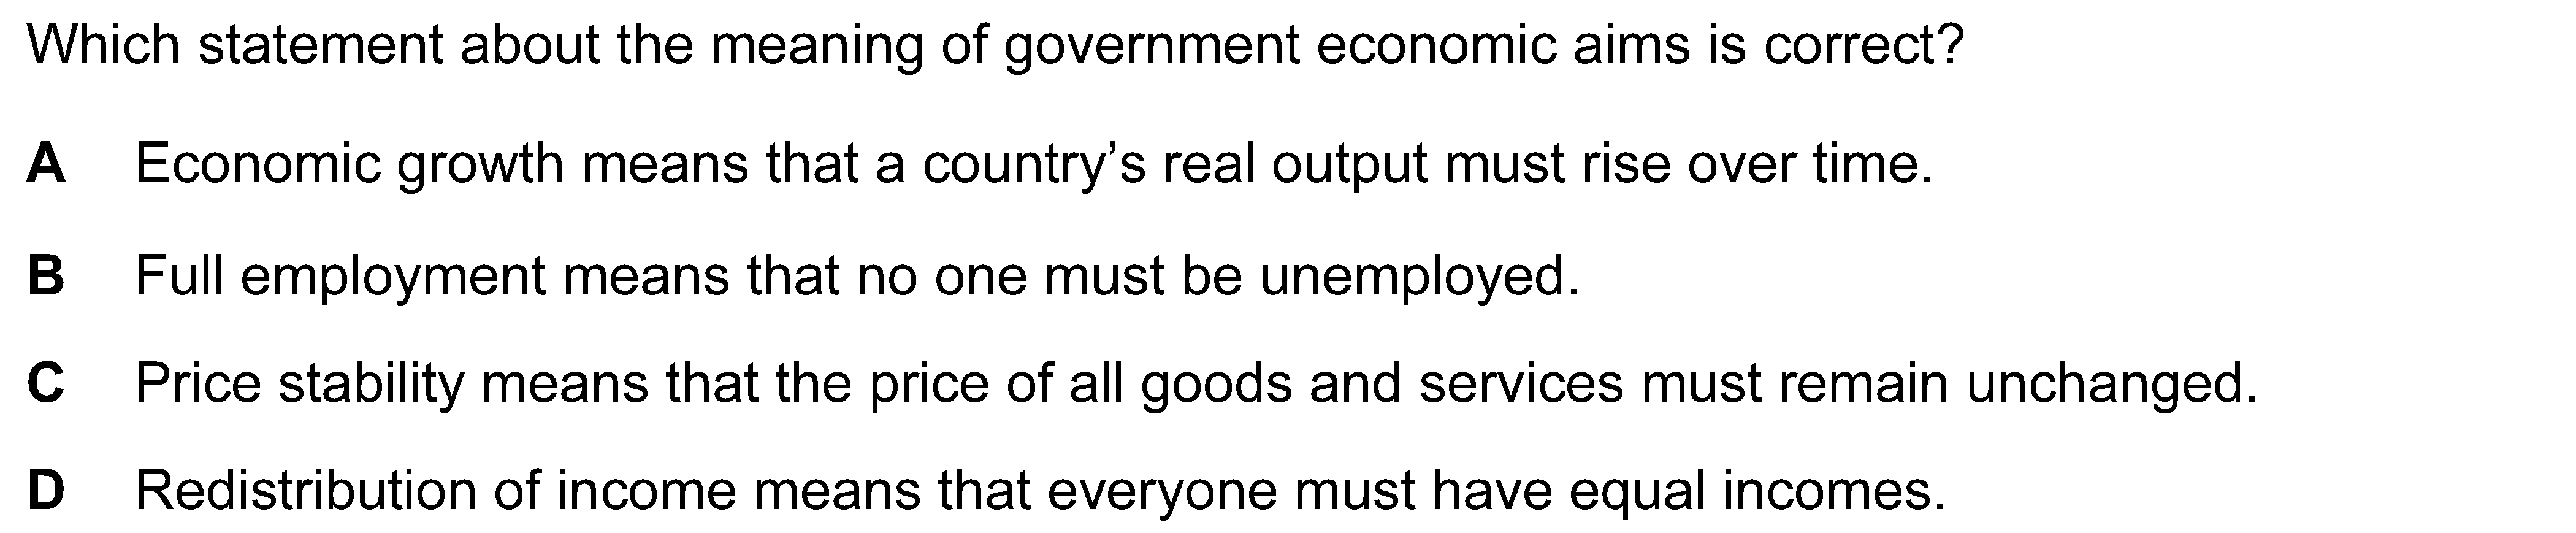 Which statement about the meaning of government economic aims is correct?
A Economic growth means that a country’s real output must rise over time.
B Full employment means that no one must be unemployed.
C Price stability means that the price of all goods and services must remain unchanged.
D Redistribution of income means that everyone must have equal incomes.